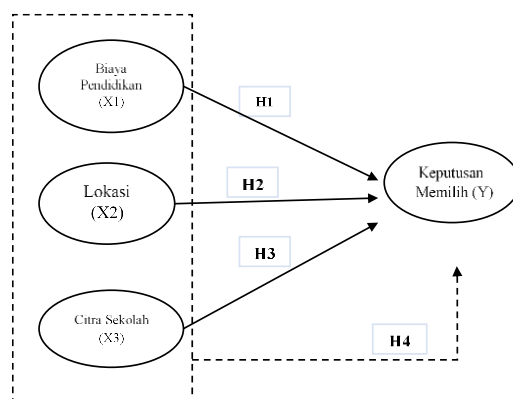 Biaya
Pendidikan
(X1)
H1
Lokasi
(X2)
H2
Keputusan
Memilih (Y)
H3
Citra Sekolah
(X3)
H4